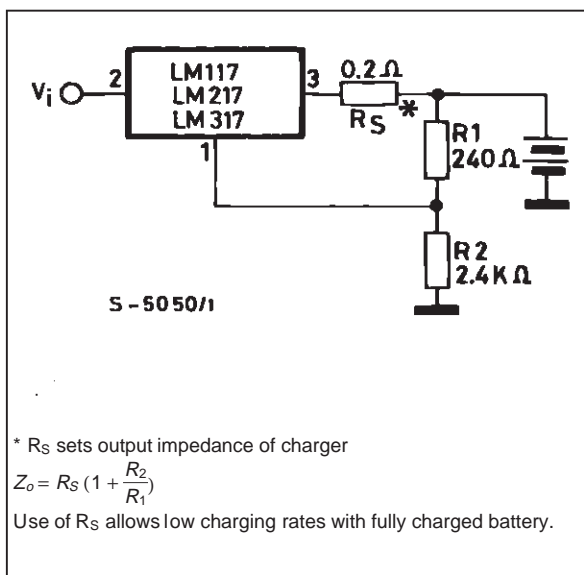 LM117
LM217
LM317
Vi
2
3
1
0.2Ω
RS
*
R1
240Ω
R2
2.4KΩ
S-5050/1
* RS sets output impedance of charger
Zo = RS (1 + R2/R1)
Use of RS allows low charging rates with fully charged battery.